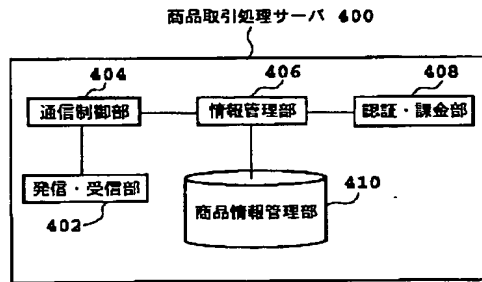 商品取引処理サーバ 400
404
406
408
通信制御部
情報管理部
認証・課金部
発信・受信部
402
410
商品情報管理部